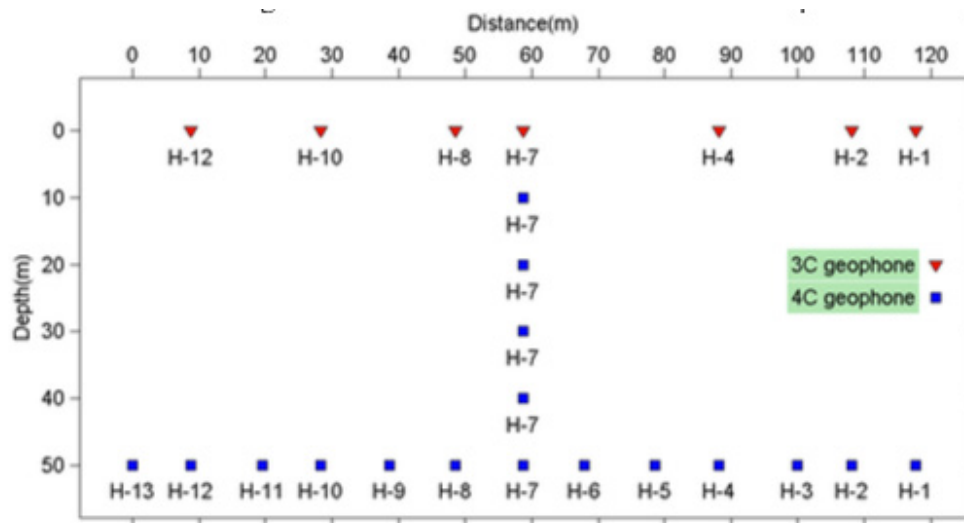 Distance(m)
0 10 20 30 40 50 60 70 80 90 100 110 120
0
H-12 H-10 H-8 H-7 H-4 H-2 H-1
10
H-7
20
3C geophone
H-7
4C geophone
30
H-7
40
H-7
50
H-13 H-12 H-11 H-10 H-9 H-8 H-7 H-6 H-5 H-4 H-3 H-2 H-1
Depth(m)